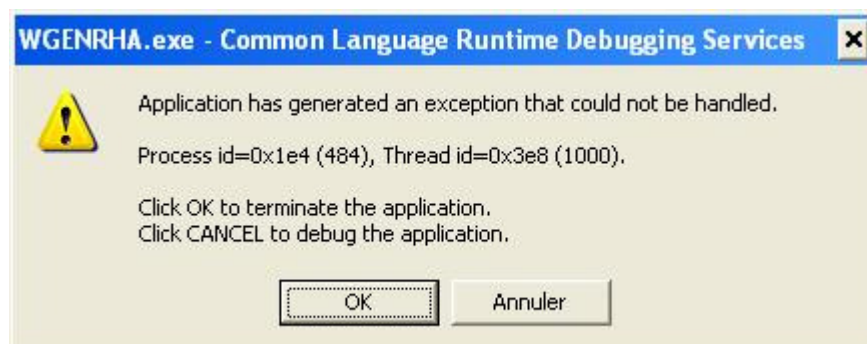 WGENRHA.exe - Common Language Runtime Debugging Services
Application has generated an exception that could not be handled.
Process id=0x1e4 (484), Thread id=0x3e8 (1000).
Click OK to terminate the application.
Click CANCEL to debug the application.
OK
Annuler